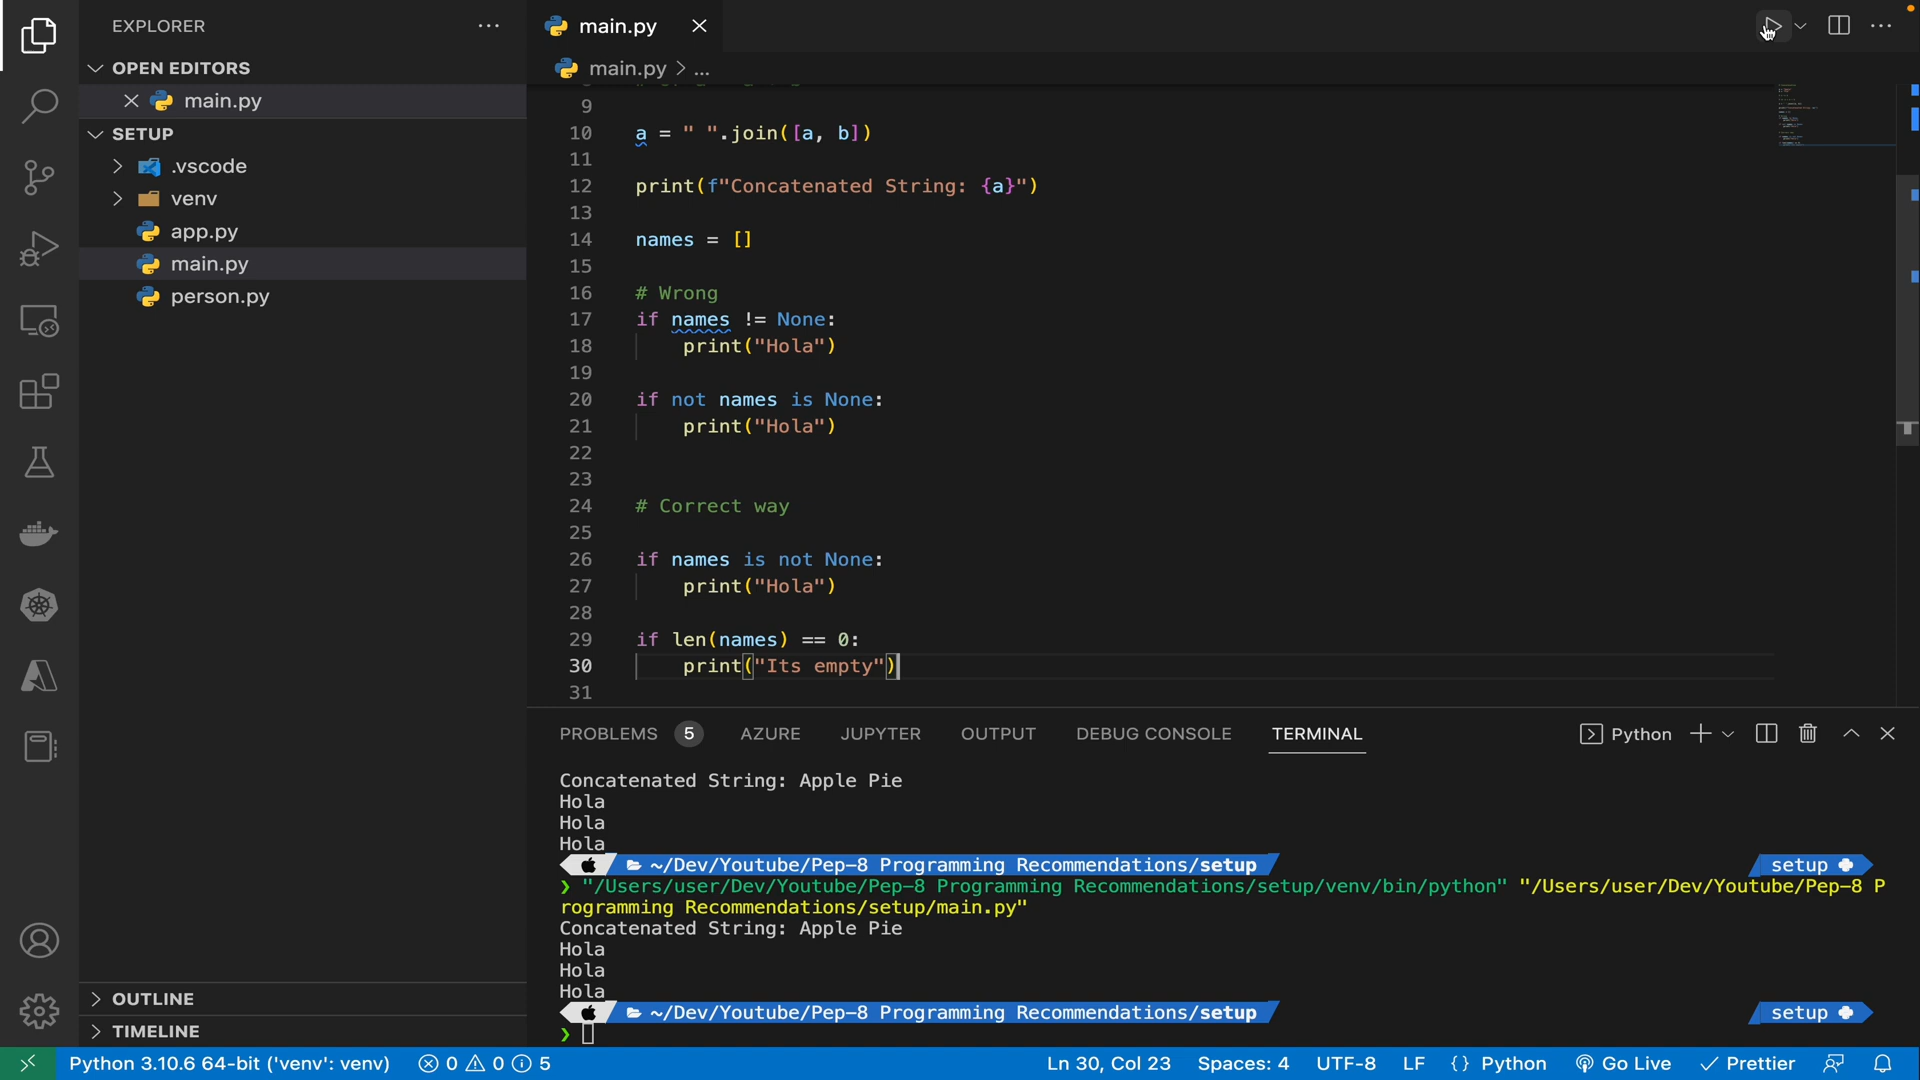 EXPLORER
OPEN EDITORS
main.py
SETUP
.vscode
venv
app.py
main.py
person.py
OUTLINE
TIMELINE
main.py
main.py > ...
9
10 a = " ".join([a, b])
11
12 print(f"Concatenated String: {a}")
13
14 names = []
15
16 # Wrong
17 if names != None:
18 print("Hola")
19
20 if not names is None:
21 print("Hola")
22
23
24 # Correct way
25
26 if names is not None:
27 print("Hola")
28
29 if len(names) == 0:
30 print("Its empty")
31
PROBLEMS 5 AZURE JUPYTER OUTPUT DEBUG CONSOLE TERMINAL Python
Concatenated String: Apple Pie
Hola
Hola
Hola
~/Dev/Youtube/Pep-8 Programming Recommendations/setup setup
❯ "/Users/user/Dev/Youtube/Pep-8 Programming Recommendations/setup/venv/bin/python" "/Users/user/Dev/Youtube/Pep-8 P
rogramming Recommendations/setup/main.py"
Concatenated String: Apple Pie
Hola
Hola
Hola
~/Dev/Youtube/Pep-8 Programming Recommendations/setup setup
❯
Python 3.10.6 64-bit ('venv': venv) 0 0 5 Ln 30, Col 23 Spaces: 4 UTF-8 LF {} Python Go Live Prettier